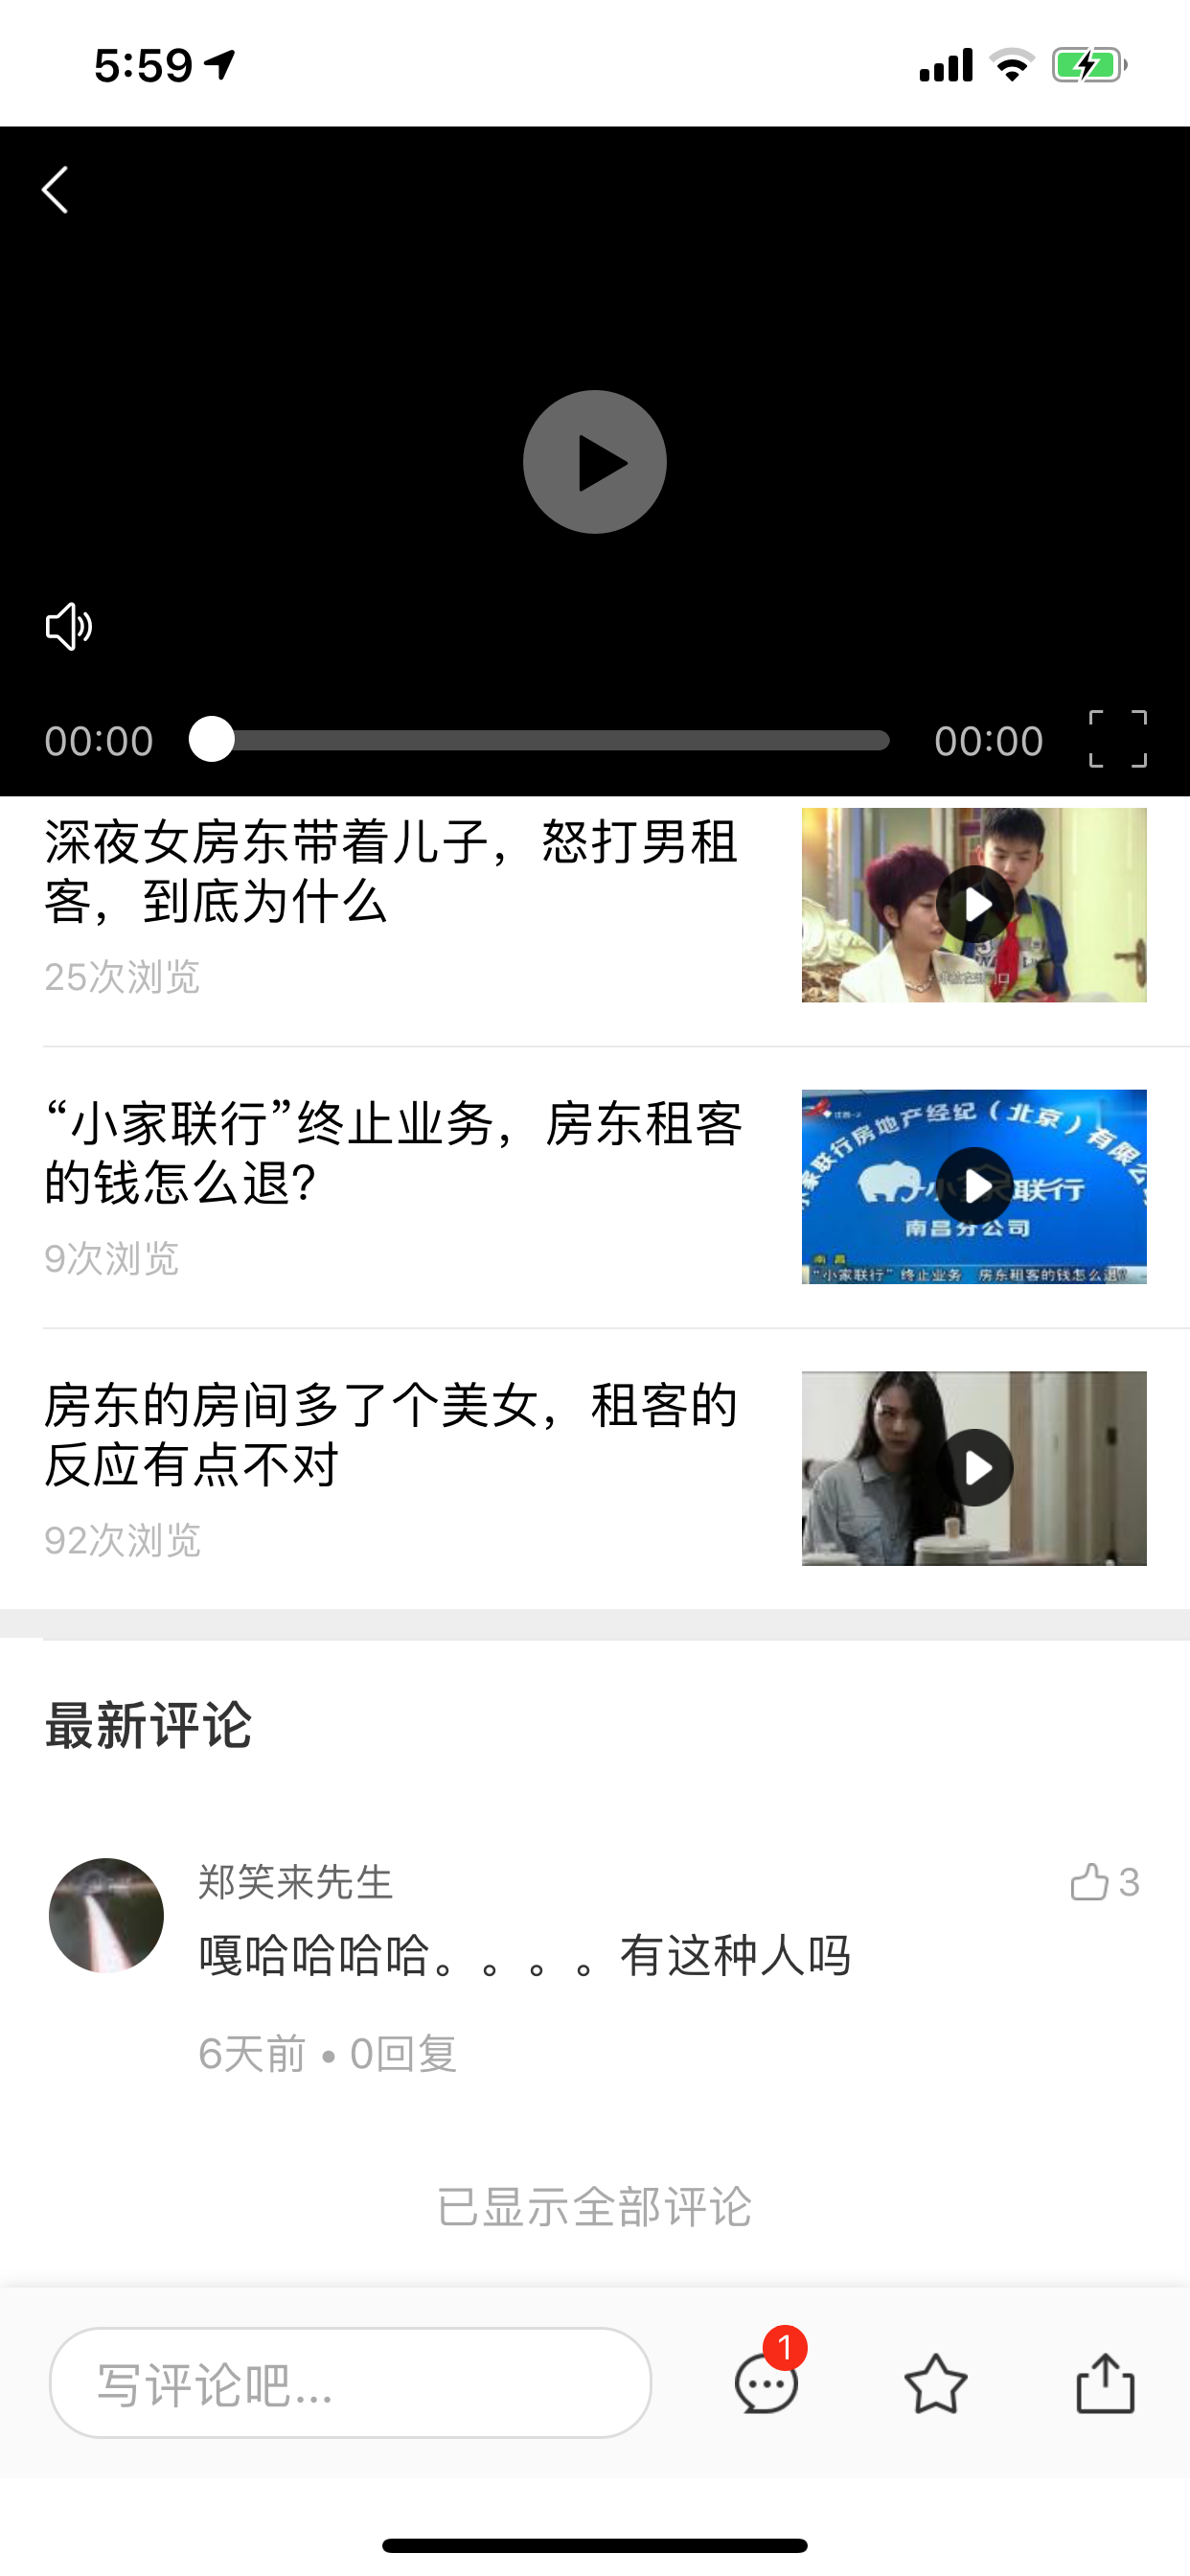 5:59
00:00
00:00
深夜女房东带着儿子，怒打男租
客，到底为什么
25次浏览
“小家联行”终止业务，房东租客
的钱怎么退?
9次浏览
小家联行房地产经纪（北京）有限公
南昌分公司
南昌
“小家联行”终止业务 房东租客的钱怎么退?
房东的房间多了个美女，租客的
反应有点不对
92次浏览
最新评论
郑笑来先生
3
嘎哈哈哈哈。。。。有这种人吗
6天前 • 0回复
已显示全部评论
写评论吧...
1